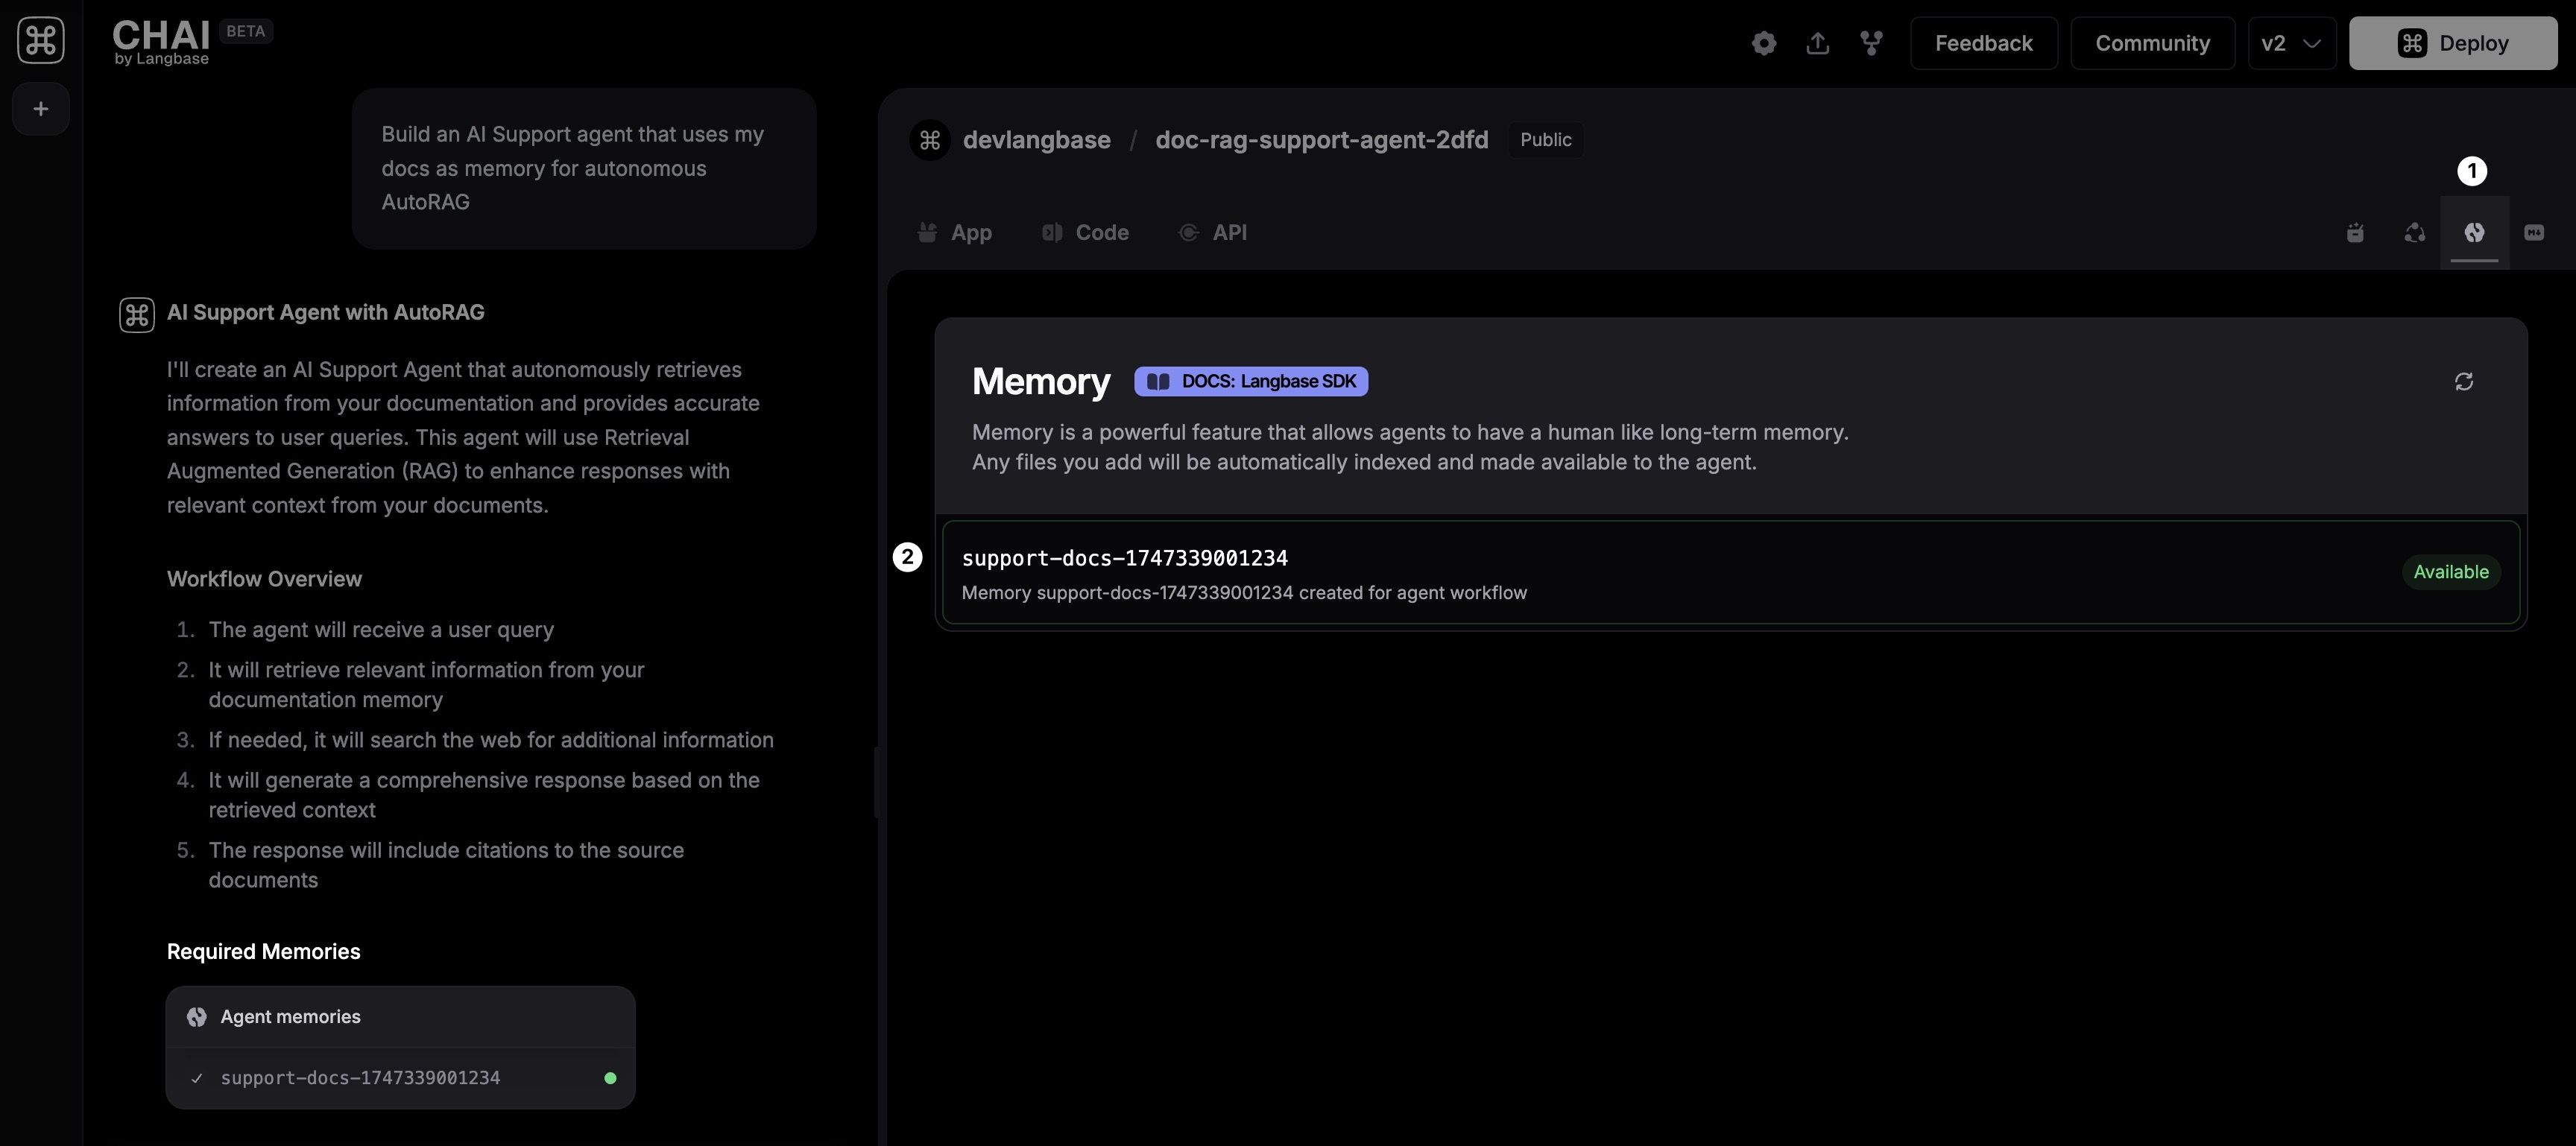 CHAI BETA
by Langbase
Feedback
Community
v2
Deploy
Build an AI Support agent that uses my
docs as memory for autonomous
AutoRAG
AI Support Agent with AutoRAG
I'll create an AI Support Agent that autonomously retrieves
information from your documentation and provides accurate
answers to user queries. This agent will use Retrieval
Augmented Generation (RAG) to enhance responses with
relevant context from your documents.
Workflow Overview
1. The agent will receive a user query
2. It will retrieve relevant information from your
documentation memory
3. If needed, it will search the web for additional information
4. It will generate a comprehensive response based on the
retrieved context
5. The response will include citations to the source
documents
Required Memories
Agent memories
support-docs-1747339001234
devlangbase / doc-rag-support-agent-2dfd Public
1
App
Code
API
M↓
Memory
DOCS: Langbase SDK
Memory is a powerful feature that allows agents to have a human like long-term memory.
Any files you add will be automatically indexed and made available to the agent.
2
support-docs-1747339001234
Memory support-docs-1747339001234 created for agent workflow
Available